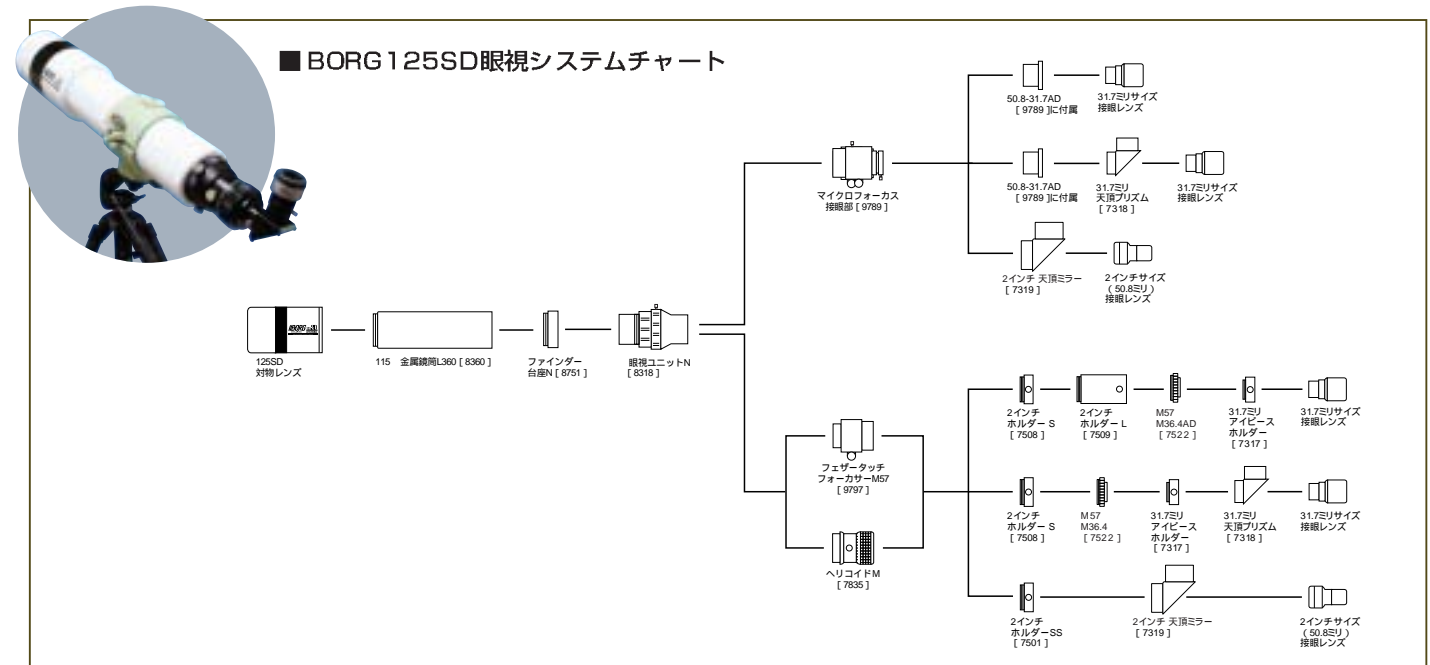 ■BORG125SD眼視システムチャート
50.8-31.7AD
[ 9789 ]に付属
31.7ミリサイズ
接眼レンズ
マイクロフォーカス
接眼部 [ 9789 ]
50.8-31.7AD
[ 9789 ]に付属
31.7ミリ
天頂プリズム
[ 7318 ]
31.7ミリサイズ
接眼レンズ
2インチ 天頂ミラー
[ 7319 ]
2インチサイズ
( 50.8ミリ )
接眼レンズ
BORG
125SD
対物レンズ
115 金属鏡筒L360 [ 8360 ]
ファインダー
台座N [ 8751 ]
眼視ユニットN
[ 8318 ]
フェザータッチ
フォーカサーM57
[ 9797 ]
ヘリコイドM
[ 7835 ]
2インチ
ホルダー S
[ 7508 ]
2インチ
ホルダー L
[ 7509 ]
M57
M36.4AD
[ 7522 ]
31.7ミリ
アイピース
ホルダー
[ 7317 ]
31.7ミリサイズ
接眼レンズ
2インチ
ホルダー S
[ 7508 ]
M57
M36.4
[ 7522 ]
31.7ミリ
アイピース
ホルダー
[ 7317 ]
31.7ミリ
天頂プリズム
[ 7318 ]
31.7ミリサイズ
接眼レンズ
2インチ
ホルダーSS
[ 7501 ]
2インチ 天頂ミラー
[ 7319 ]
2インチサイズ
( 50.8ミリ )
接眼レンズ